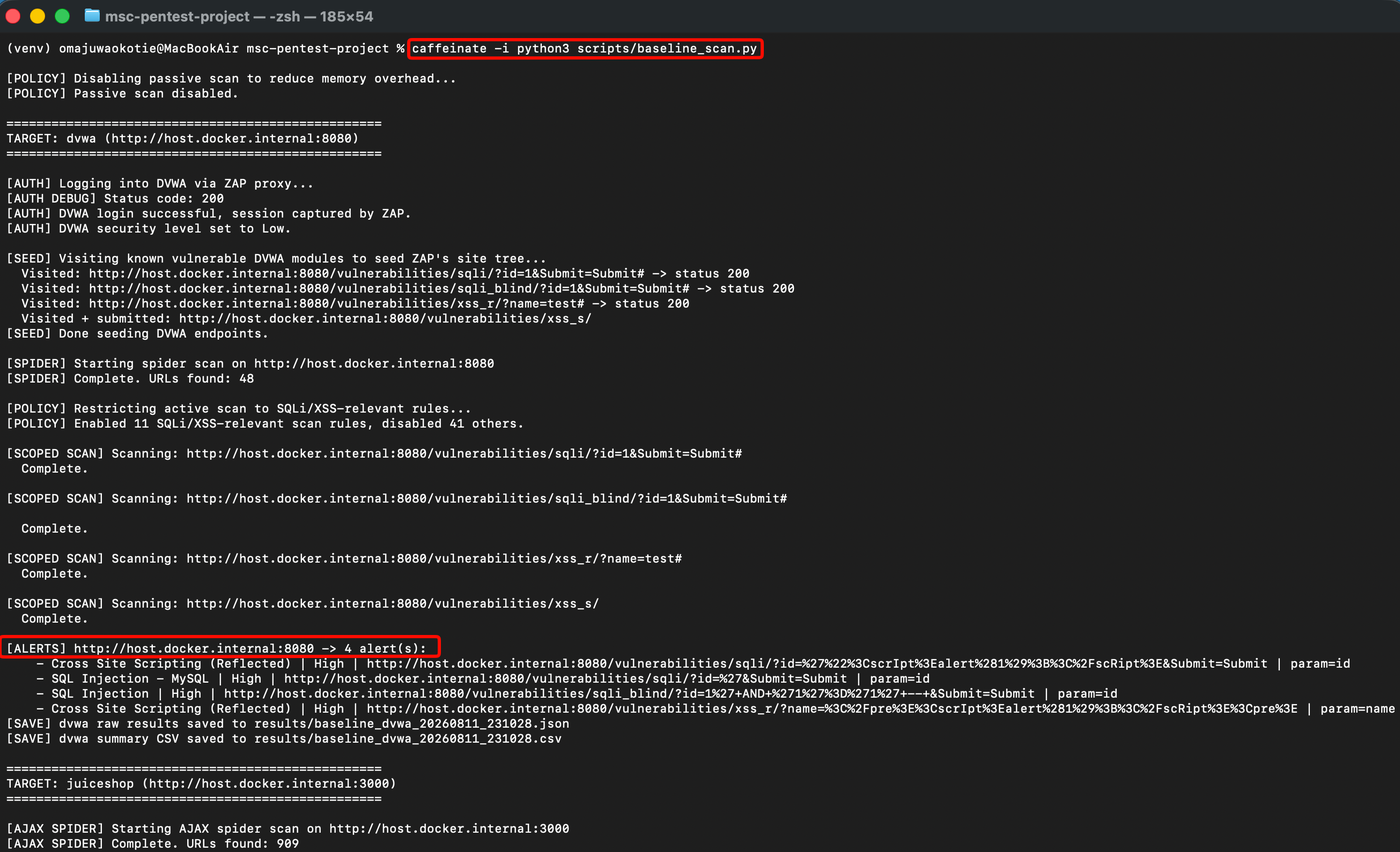 msc-pentest-project — -zsh — 185×54
(venv) omajuwaokotie@MacBookAir msc-pentest-project % caffeinate -i python3 scripts/baseline_scan.py
[POLICY] Disabling passive scan to reduce memory overhead...
[POLICY] Passive scan disabled.
==================================================
TARGET: dvwa (http://host.docker.internal:8080)
==================================================
[AUTH] Logging into DVWA via ZAP proxy...
[AUTH DEBUG] Status code: 200
[AUTH] DVWA login successful, session captured by ZAP.
[AUTH] DVWA security level set to Low.
[SEED] Visiting known vulnerable DVWA modules to seed ZAP's site tree...
  Visited: http://host.docker.internal:8080/vulnerabilities/sqli/?id=1&Submit=Submit# -> status 200
  Visited: http://host.docker.internal:8080/vulnerabilities/sqli_blind/?id=1&Submit=Submit# -> status 200
  Visited: http://host.docker.internal:8080/vulnerabilities/xss_r/?name=test# -> status 200
  Visited + submitted: http://host.docker.internal:8080/vulnerabilities/xss_s/
[SEED] Done seeding DVWA endpoints.
[SPIDER] Starting spider scan on http://host.docker.internal:8080
[SPIDER] Complete. URLs found: 48
[POLICY] Restricting active scan to SQLi/XSS-relevant rules...
[POLICY] Enabled 11 SQLi/XSS-relevant scan rules, disabled 41 others.
[SCOPED SCAN] Scanning: http://host.docker.internal:8080/vulnerabilities/sqli/?id=1&Submit=Submit#
  Complete.
[SCOPED SCAN] Scanning: http://host.docker.internal:8080/vulnerabilities/sqli_blind/?id=1&Submit=Submit#
  Complete.
[SCOPED SCAN] Scanning: http://host.docker.internal:8080/vulnerabilities/xss_r/?name=test#
  Complete.
[SCOPED SCAN] Scanning: http://host.docker.internal:8080/vulnerabilities/xss_s/
  Complete.
[ALERTS] http://host.docker.internal:8080 -> 4 alert(s):
    - Cross Site Scripting (Reflected) | High | http://host.docker.internal:8080/vulnerabilities/sqli/?id=%27%22%3CscrIpt%3Ealert%281%29%3B%3C%2FscRipt%3E&Submit=Submit | param=id
    - SQL Injection - MySQL | High | http://host.docker.internal:8080/vulnerabilities/sqli/?id=%27&Submit=Submit | param=id
    - SQL Injection | High | http://host.docker.internal:8080/vulnerabilities/sqli_blind/?id=1%27+AND+%271%27%3D%271%27+--+&Submit=Submit | param=id
    - Cross Site Scripting (Reflected) | High | http://host.docker.internal:8080/vulnerabilities/xss_r/?name=%3C%2Fpre%3E%3CscrIpt%3Ealert%281%29%3B%3C%2FscRipt%3E%3Cpre%3E | param=name
[SAVE] dvwa raw results saved to results/baseline_dvwa_20260811_231028.json
[SAVE] dvwa summary CSV saved to results/baseline_dvwa_20260811_231028.csv
==================================================
TARGET: juiceshop (http://host.docker.internal:3000)
==================================================
[AJAX SPIDER] Starting AJAX spider scan on http://host.docker.internal:3000
[AJAX SPIDER] Complete. URLs found: 909